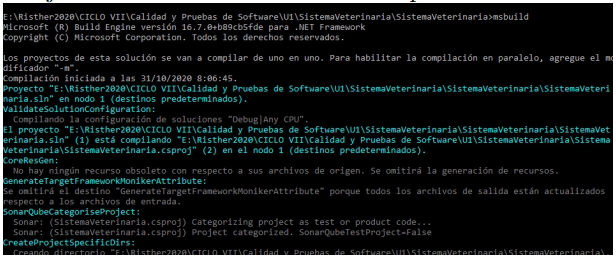 E:\Risther2020\CICLO VII\Calidad y Pruebas de Software\U1\SistemaVeterinaria\SistemaVeterinaria>msbuild
Microsoft (R) Build Engine versión 16.7.0+b89cb5fde para .NET Framework
Copyright (C) Microsoft Corporation. Todos los derechos reservados.
Los proyectos de esta solución se van a compilar de uno en uno. Para habilitar la compilación en paralelo, agregue el mo
dificador "-m".
Compilación iniciada a las 31/10/2020 8:06:45.
Proyecto "E:\Risther2020\CICLO VII\Calidad y Pruebas de Software\U1\SistemaVeterinaria\SistemaVeterinaria\SistemaVeteri
naria.sln" en nodo 1 (destinos predeterminados).
ValidateSolutionConfiguration:
Compilando la configuración de soluciones "Debug|Any CPU".
El proyecto "E:\Risther2020\CICLO VII\Calidad y Pruebas de Software\U1\SistemaVeterinaria\SistemaVeterinaria\SistemaVet
erinaria.sln" (1) está compilando "E:\Risther2020\CICLO VII\Calidad y Pruebas de Software\U1\SistemaVeterinaria\Sistema
Veterinaria\SistemaVeterinaria.csproj" (2) en el nodo 1 (destinos predeterminados).
CoreResGen:
No hay ningún recurso obsoleto con respecto a sus archivos de origen. Se omitirá la generación de recursos.
GenerateTargetFrameworkMonikerAttribute:
Se omitirá el destino "GenerateTargetFrameworkMonikerAttribute" porque todos los archivos de salida están actualizados
respecto a los archivos de entrada.
SonarQubeCategoriseProject:
Sonar: (SistemaVeterinaria.csproj) Categorizing project as test or product code...
Sonar: (SistemaVeterinaria.csproj) Project categorized. SonarQubeTestProject=False
CreateProjectSpecificDirs:
Creando directorio "E:\Risther2020\CICLO VII\Calidad y Pruebas de Software\U1\SistemaVeterinaria\SistemaVeterinaria\